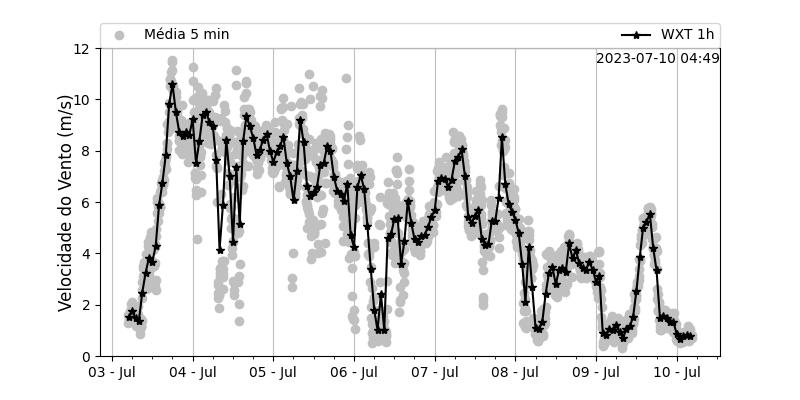 Média 5 min
WXT 1h
2023-07-10 04:49
Velocidade do Vento (m/s)
12
10
8
6
4
2
0
03 - Jul
04 - Jul
05 - Jul
06 - Jul
07 - Jul
08 - Jul
09 - Jul
10 - Jul